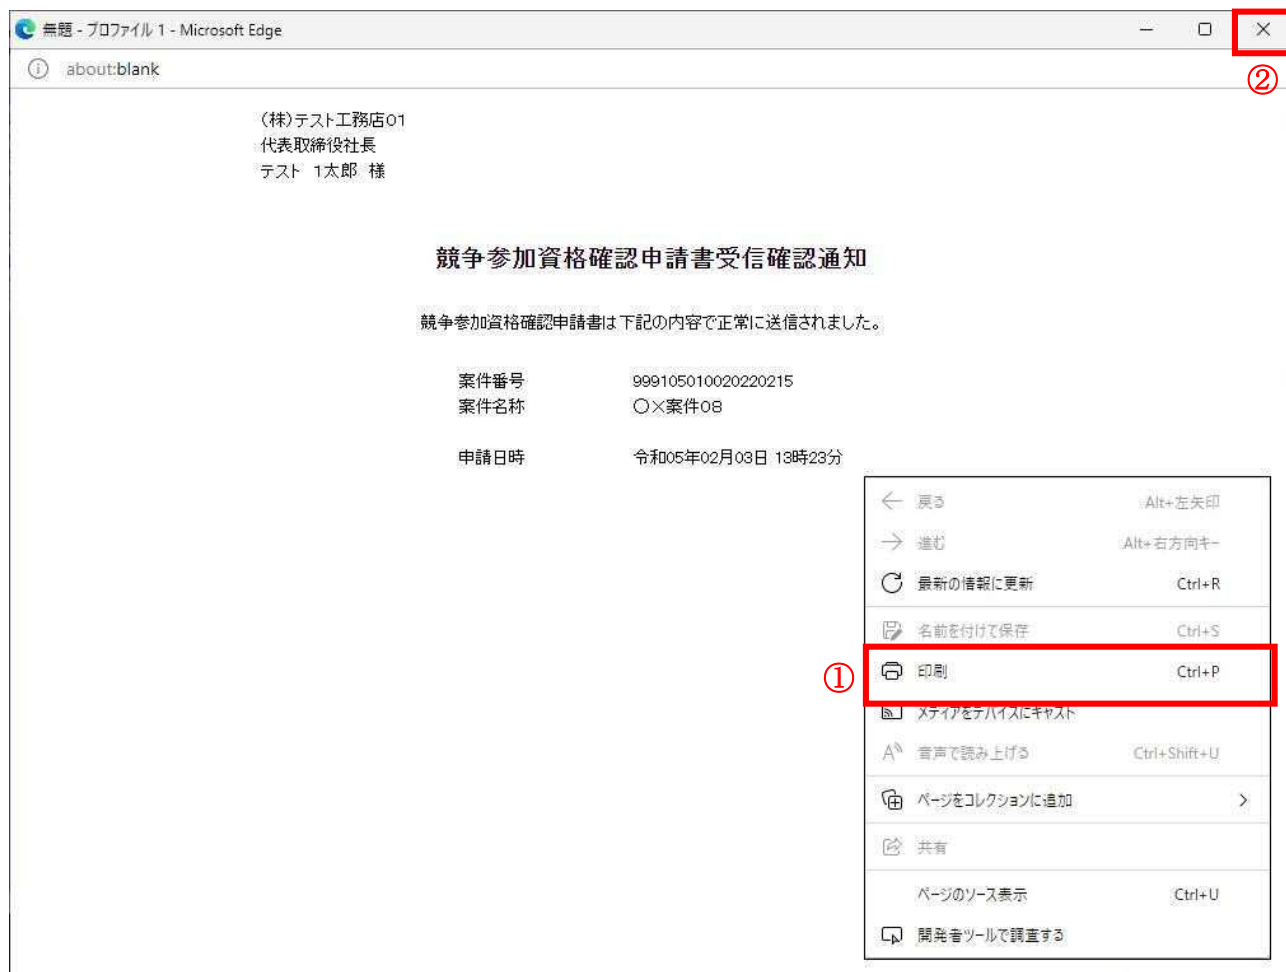 無題 - プロファイル 1 - Microsoft Edge
about:blank
②
(株)テスト工務店01
代表取締役社長
テスト 1太郎 様
競争参加資格確認申請書受信確認通知
競争参加資格確認申請書は下記の内容で正常に送信されました。
案件番号 999105010020220215
案件名称 〇×案件08
申請日時 令和05年02月03日 13時23分
戻る Alt+左矢印
進む Alt+右方向キー
最新の情報に更新 Ctrl+R
名前を付けて保存 Ctrl+S
① 印刷 Ctrl+P
メディアをデバイスにキャスト
音声で読み上げる Ctrl+Shift+U
ページをコレクションに追加
共有
ページのソース表示 Ctrl+U
開発者ツールで調査する